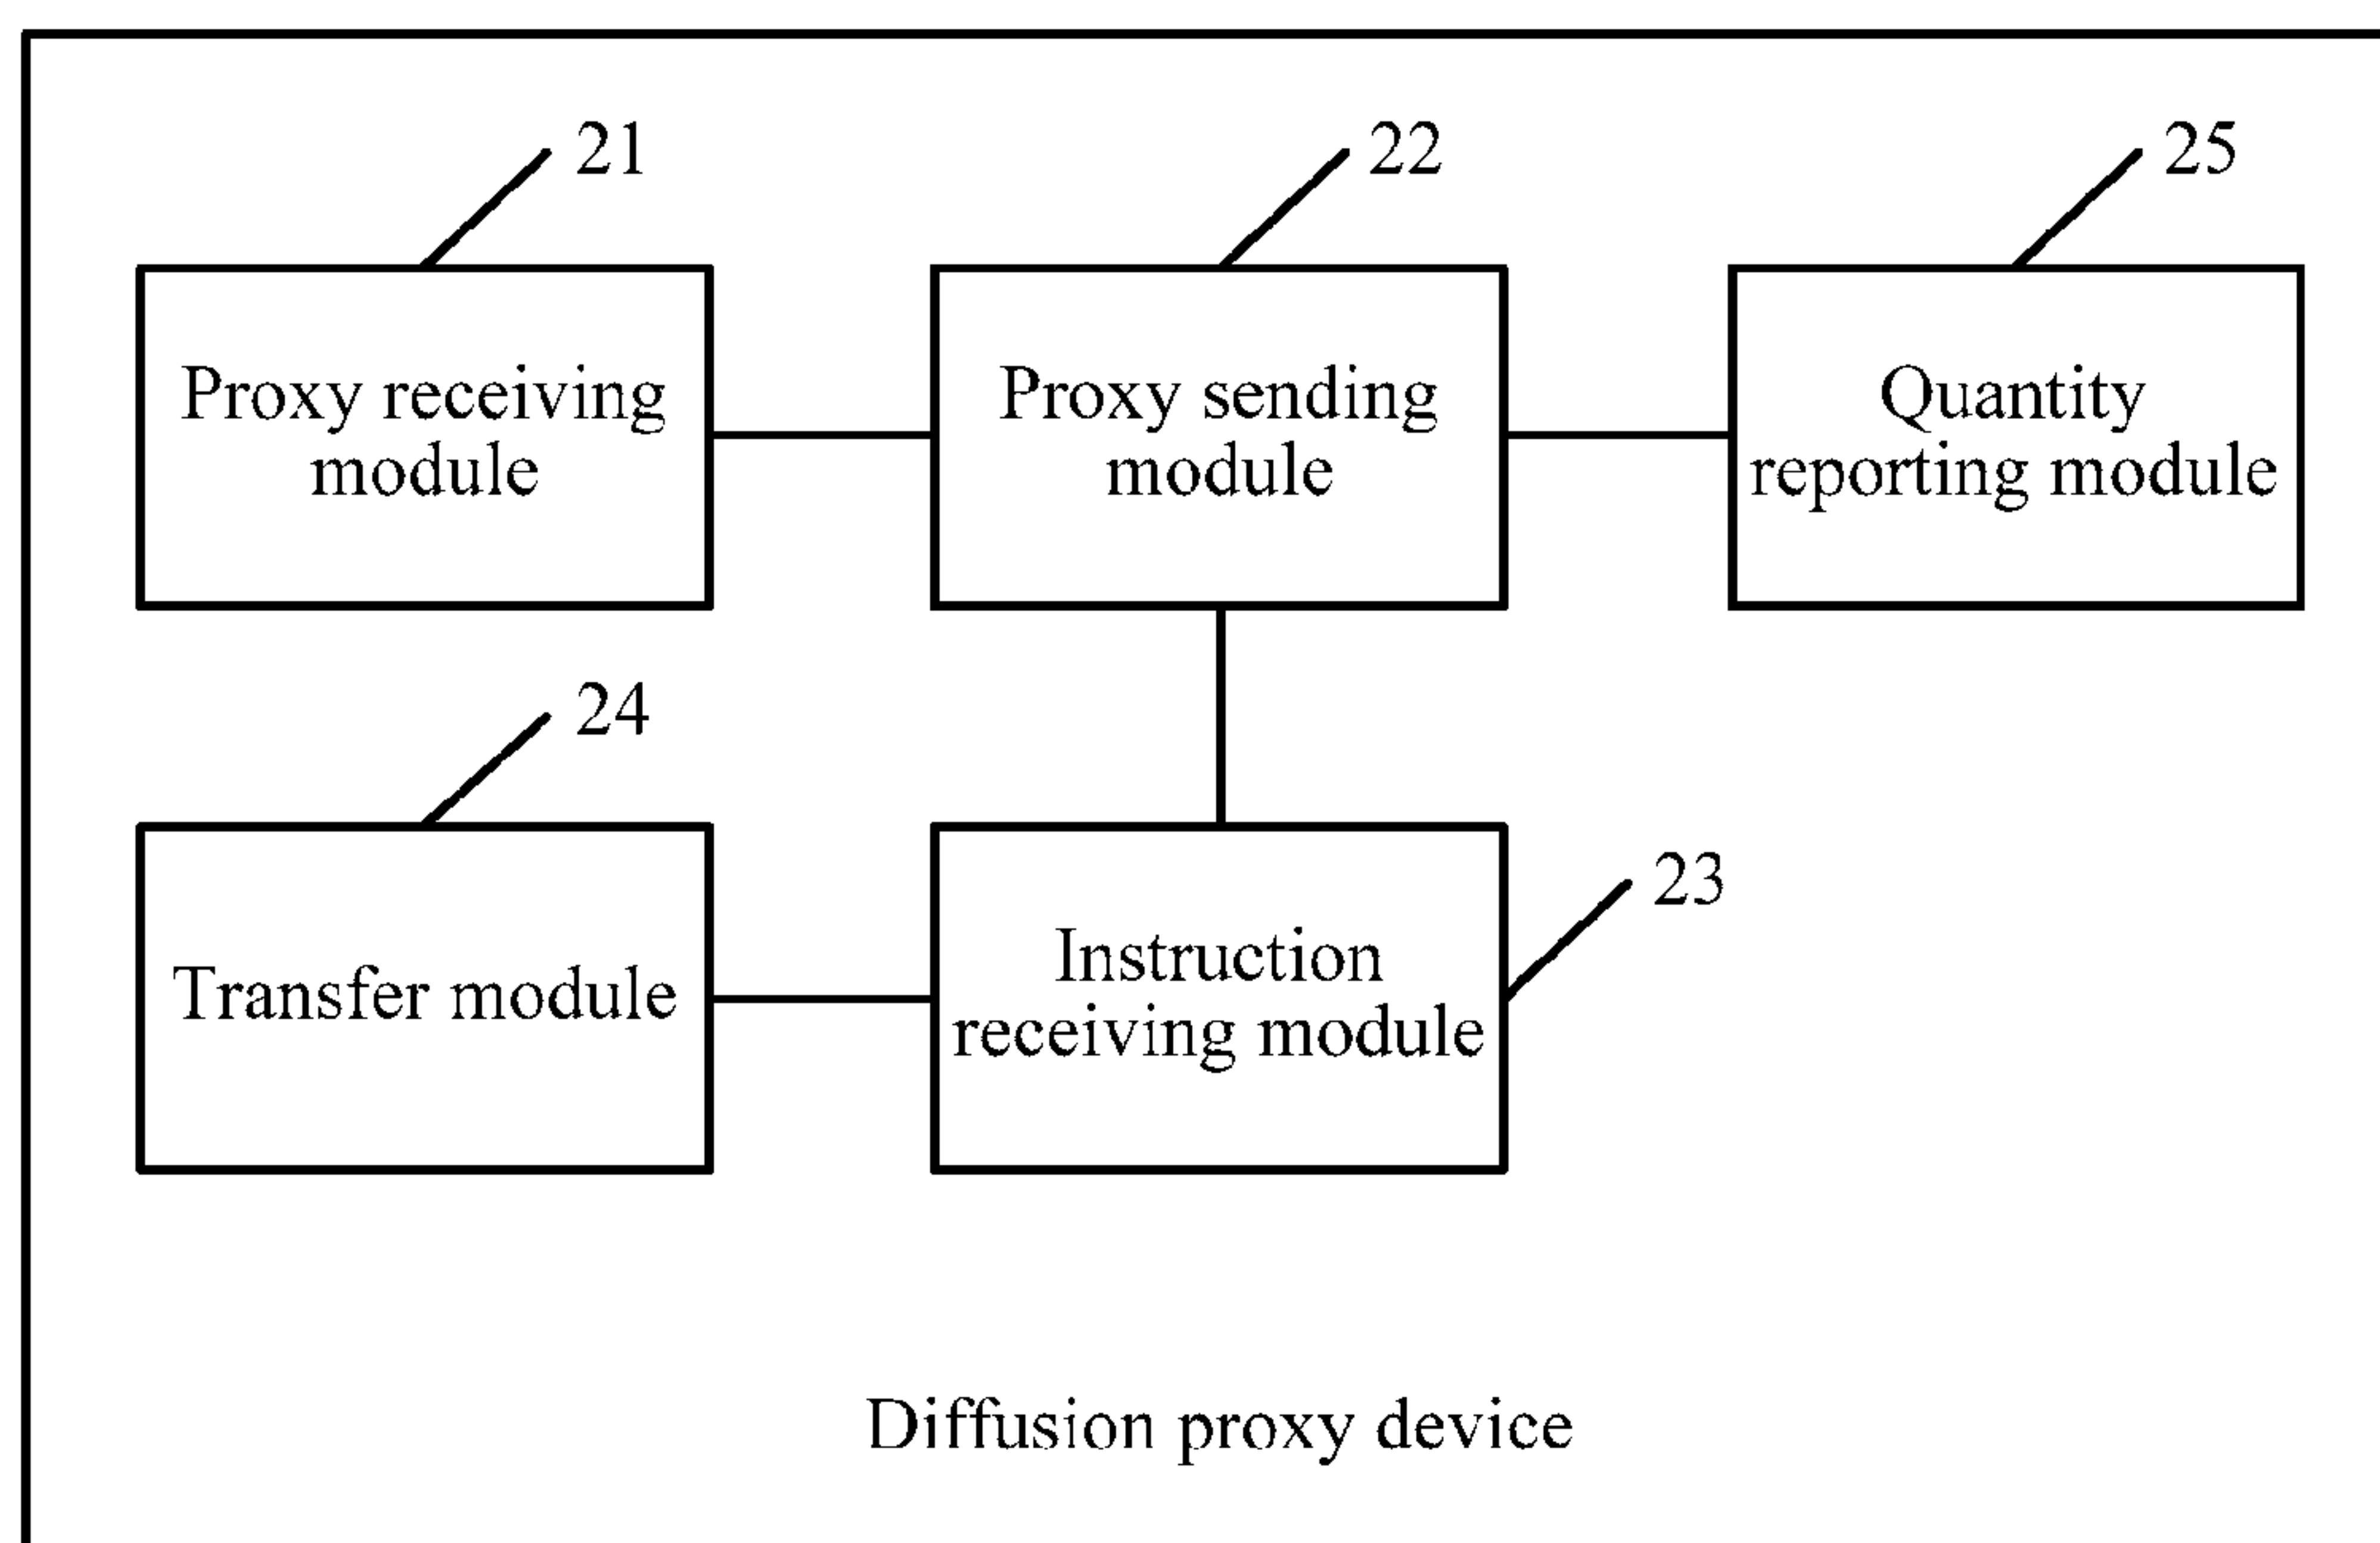 21
22
25
Proxy receiving
module
Proxy sending
module
Quantity
reporting module
24
23
Transfer module
Instruction
receiving module
Diffusion proxy device